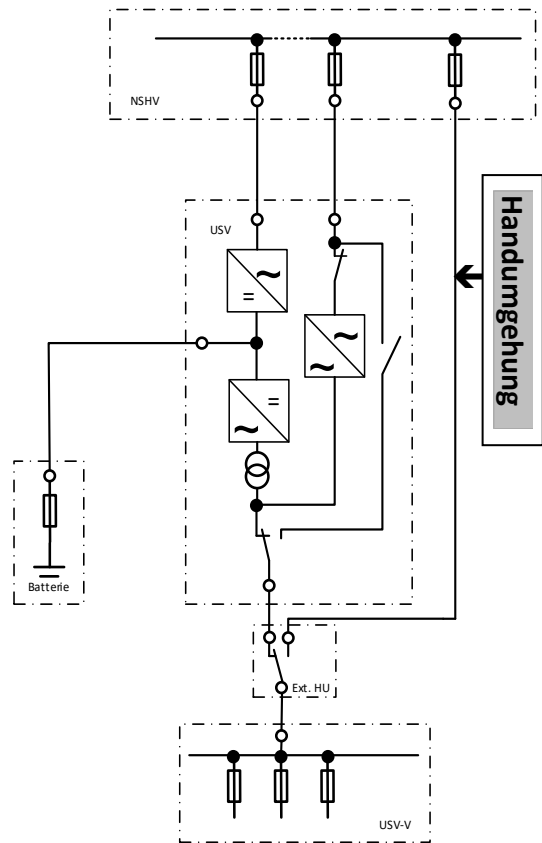 NSHV
USV
Handumgehung
~
=
~
~
=
~
Batterie
Ext. HU
USV-V